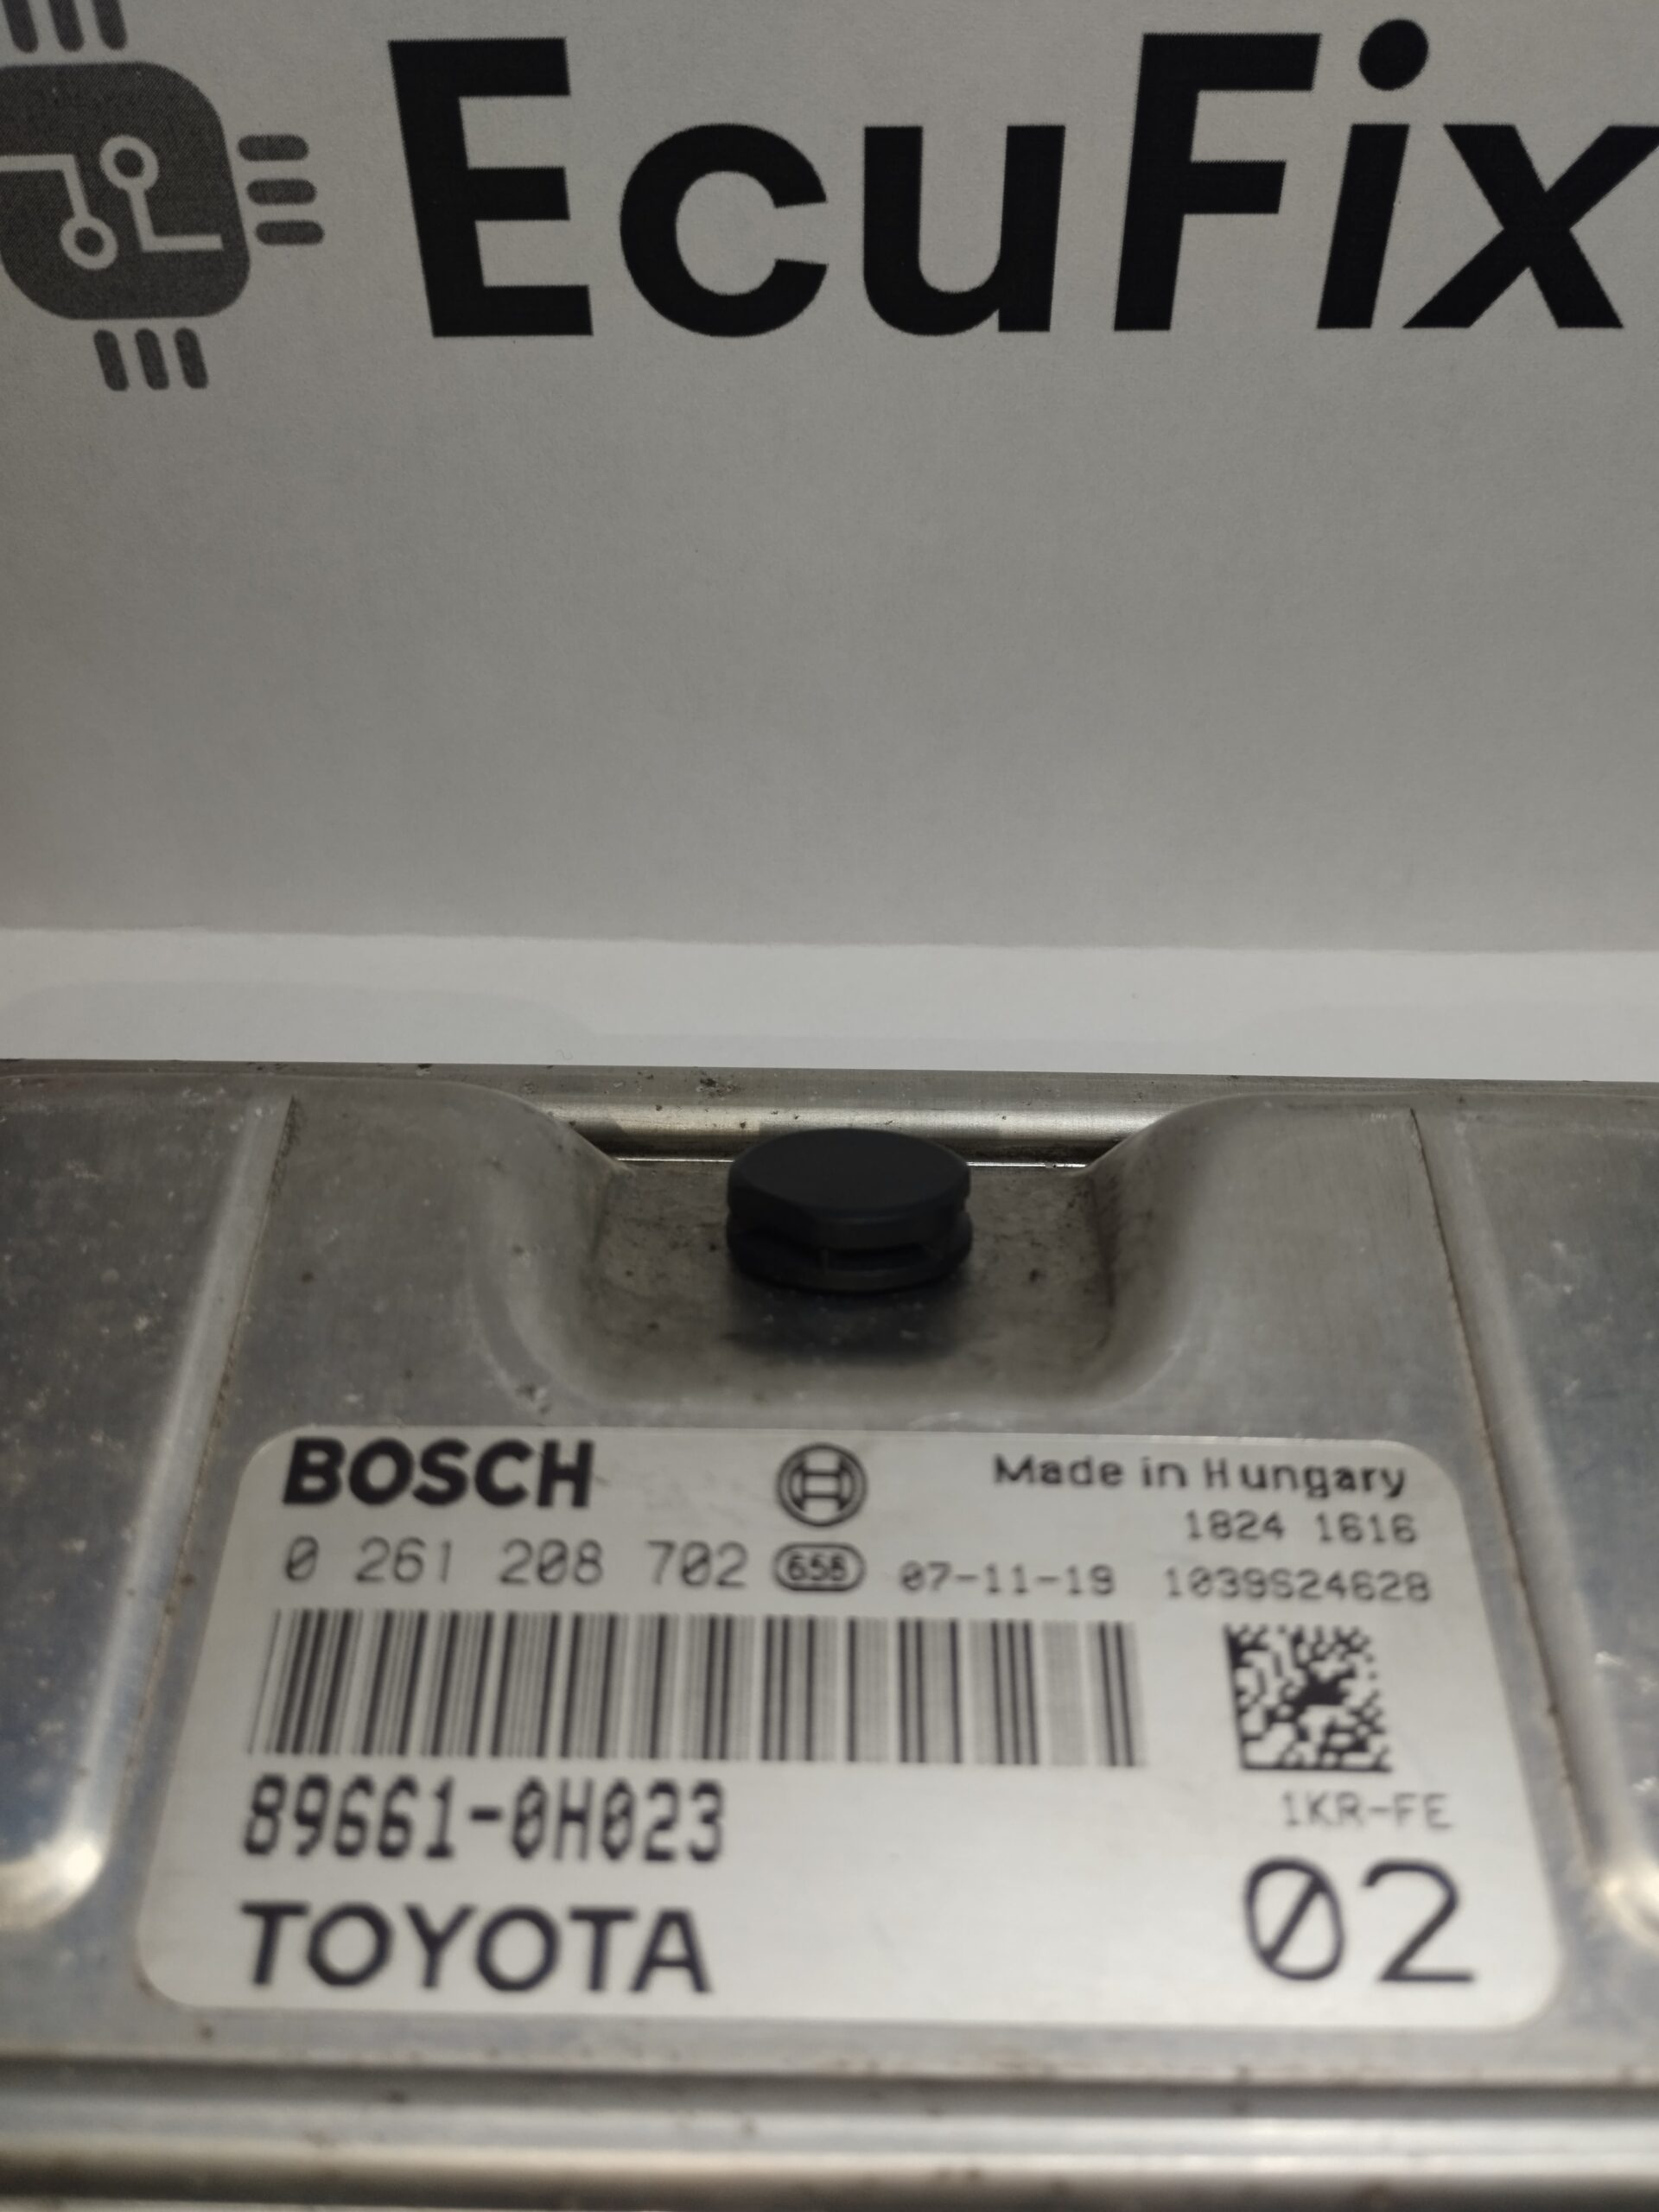 EcuFix
BOSCH
Made in Hungary
1824 1616
0 261 208 702
658
07-11-19
1039S24628
89661-0H023
1KR-FE
TOYOTA
02